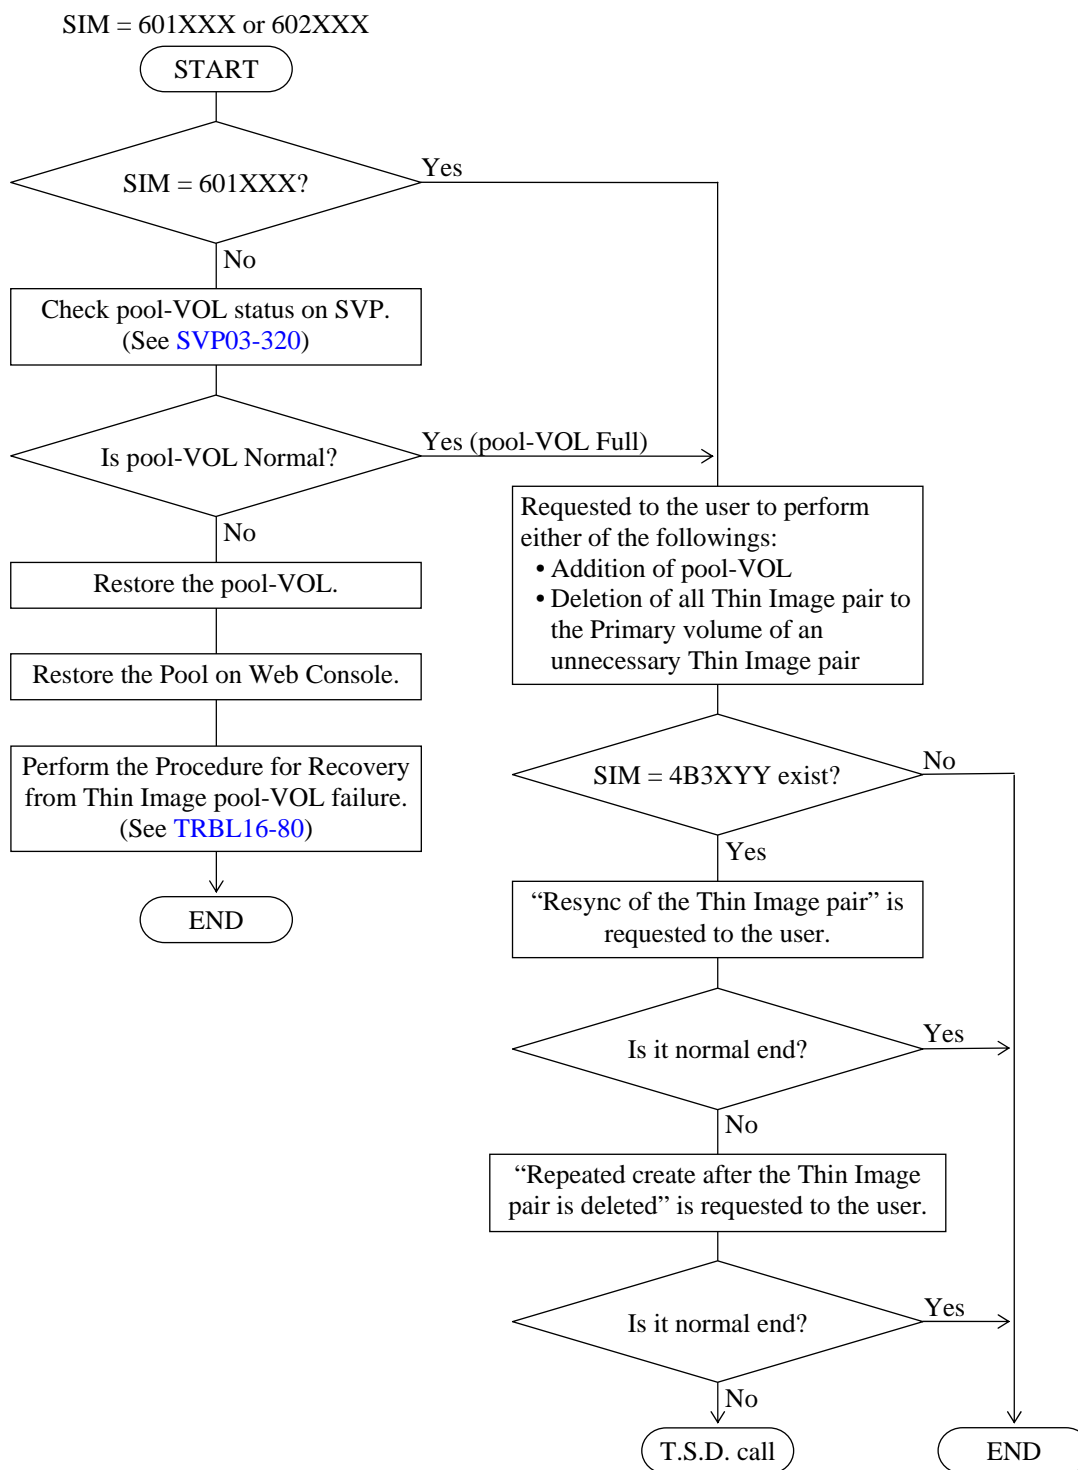 SIM = 601XXX or 602XXX
START
SIM = 601XXX?
Yes
No
Check pool-VOL status on SVP.
(See SVP03-320)
Is pool-VOL Normal?
Yes (pool-VOL Full)
No
Restore the pool-VOL.
Restore the Pool on Web Console.
Perform the Procedure for Recovery
from Thin Image pool-VOL failure.
(See TRBL16-80)
END
Requested to the user to perform
either of the followings:
• Addition of pool-VOL
• Deletion of all Thin Image pair to
the Primary volume of an
unnecessary Thin Image pair
SIM = 4B3XYY exist?
No
Yes
“Resync of the Thin Image pair” is
requested to the user.
Is it normal end?
Yes
No
“Repeated create after the Thin Image
pair is deleted” is requested to the user.
Is it normal end?
Yes
No
T.S.D. call
END